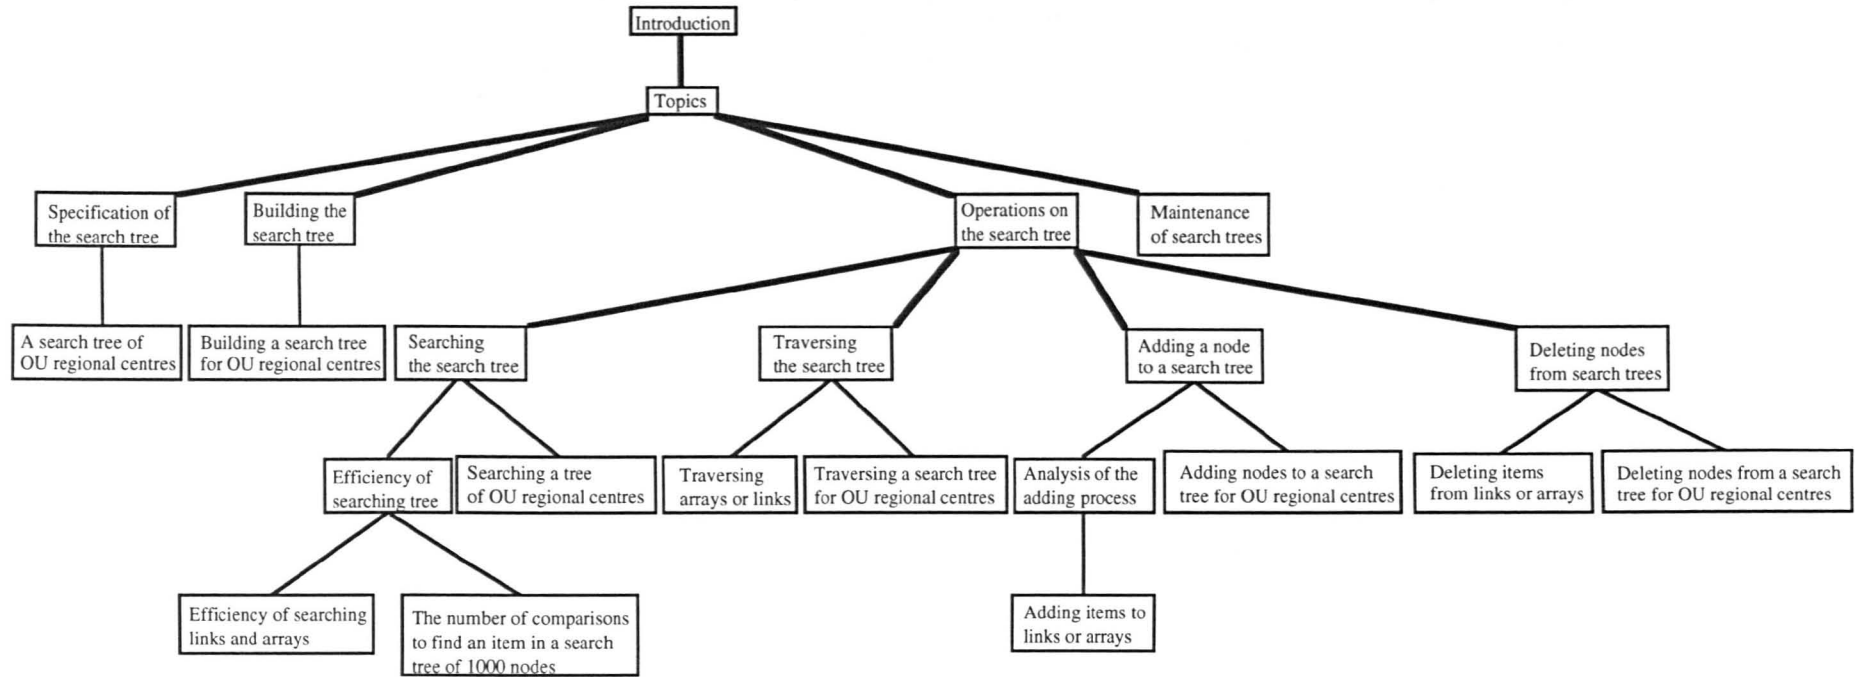 Introduction
Topics
Specification of
the search tree
Building the
search tree
Operations on
the search tree
Maintenance
of search trees
A search tree of
OU regional centres
Building a search tree
for OU regional centres
Searching
the search tree
Traversing
the search tree
Adding a node
to a search tree
Deleting nodes
from search trees
Efficiency of
searching tree
Searching a tree
of OU regional centres
Traversing
arrays or links
Traversing a search tree
for OU regional centres
Analysis of the
adding process
Adding nodes to a search
tree for OU regional centres
Deleting items
from links or arrays
Deleting nodes from a search
tree for OU regional centres
Efficiency of searching
links and arrays
The number of comparisons
to find an item in a search
tree of 1000 nodes
Adding items to
links or arrays